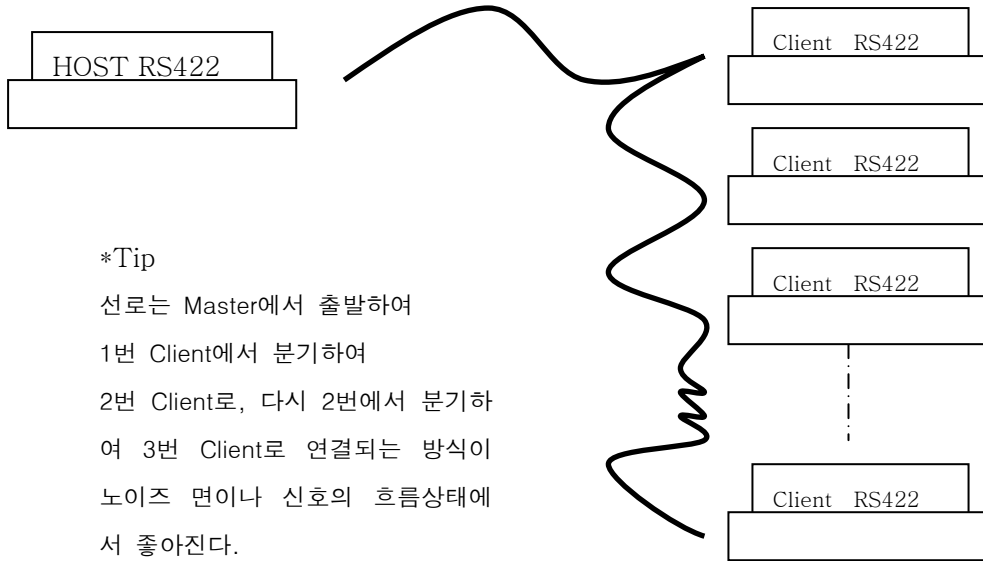 HOST RS422
Client RS422
Client RS422
Client RS422
Client RS422
*Tip
선로는 Master에서 출발하여
1번 Client에서 분기하여
2번 Client로, 다시 2번에서 분기하
여 3번 Client로 연결되는 방식이
노이즈 면이나 신호의 흐름상태에
서 좋아진다.